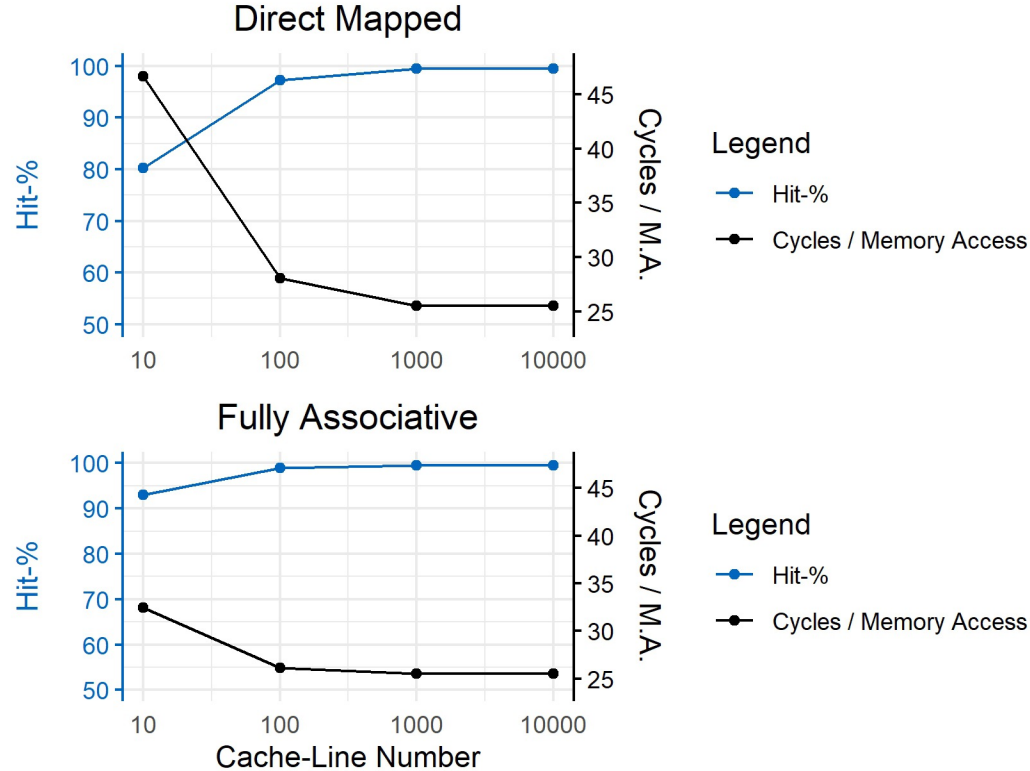 Direct Mapped
100
90
80
70
60
50
Hit-%
45
40
35
30
25
Cycles / M.A.
10 100 1000 10000
Legend
Hit-%
Cycles / Memory Access
Fully Associative
100
90
80
70
60
50
Hit-%
45
40
35
30
25
Cycles / M.A.
10 100 1000 10000
Cache-Line Number
Legend
Hit-%
Cycles / Memory Access